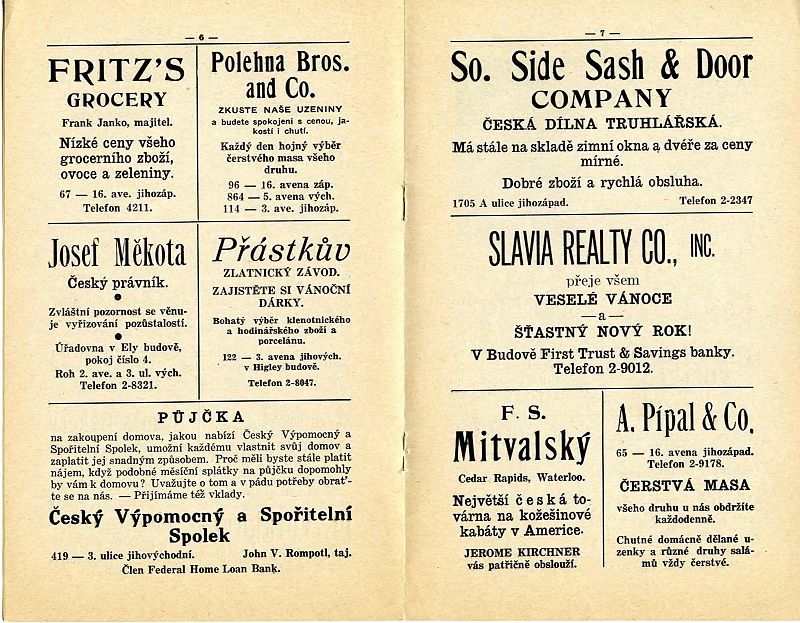 — 6 —
FRITZ'S
GROCERY
Frank Janko, majitel.
Nízké ceny všeho
grocerního zboží,
ovoce a zeleniny.
67 — 16. ave. jihozáp.
Telefon 4211.
Polehna Bros.
and Co.
ZKUSTE NAŠE UZENINY
a budete spokojeni s cenou, ja-
kostí i chutí.
Každý den hojný výběr
čerstvého masa všeho
druhu.
96 — 16. avena záp.
864 — 5. avena vých.
114 — 3. ave. jihozáp.
Josef Měkota
Český právník.
Zvláštní pozornost se věnu-
je vyřizování pozůstalostí.
Úřadovna v Ely budově,
pokoj číslo 4.
Roh 2. ave. a 3. ul. vých.
Telefon 2-8321.
Přástkův
ZLATNICKÝ ZÁVOD.
ZAJISTĚTE SI VÁNOČNÍ
DÁRKY.
Bohatý výběr klenotnického
a hodinářského zboží a
porcelánu.
122 — 3. avena jihových.
v Higley budově.
Telefon 2-8047.
PŮJČKA
na zakoupení domova, jakou nabízí Český Výpomocný a
Spořitelní Spolek, umožní každému vlastnit svůj domov a
zaplatit jej snadným způsobem. Proč měli byste stále platit
nájem, když podobné měsíční splátky na půjčku dopomohly
by vám k domovu? Uvažujte o tom a v pádu potřeby obrať-
te se na nás. — Přijímáme též vklady.
Český Výpomocný a Spořitelní
Spolek
419 — 3. ulice jihovýchodní. John V. Rompotl, taj.
Člen Federal Home Loan Bank.
— 7 —
So. Side Sash & Door
COMPANY
ČESKÁ DÍLNA TRUHLÁŘSKÁ.
Má stále na skladě zimní okna a dvéře za ceny
mírné.
Dobré zboží a rychlá obsluha.
1705 A ulice jihozápad. Telefon 2-2347
SLAVIA REALTY CO., INC.
přeje všem
VESELÉ VÁNOCE
—a—
ŠŤASTNÝ NOVÝ ROK!
V Budově First Trust & Savings banky.
Telefon 2-9012.
F. S.
Mitvalský
Cedar Rapids, Waterloo.
Největší česká to-
várna na kožešinové
kabáty v Americe.
JEROME KIRCHNER
vás patřičně obslouží.
A. Pípal & Co.
65 — 16. avena jihozápad.
Telefon 2-9178.
ČERSTVÁ MASA
všeho druhu u nás obdržíte
každodenně.
Chutné domácně dělané u-
zenky a různé druhy salá-
mů vždy čerstvé.